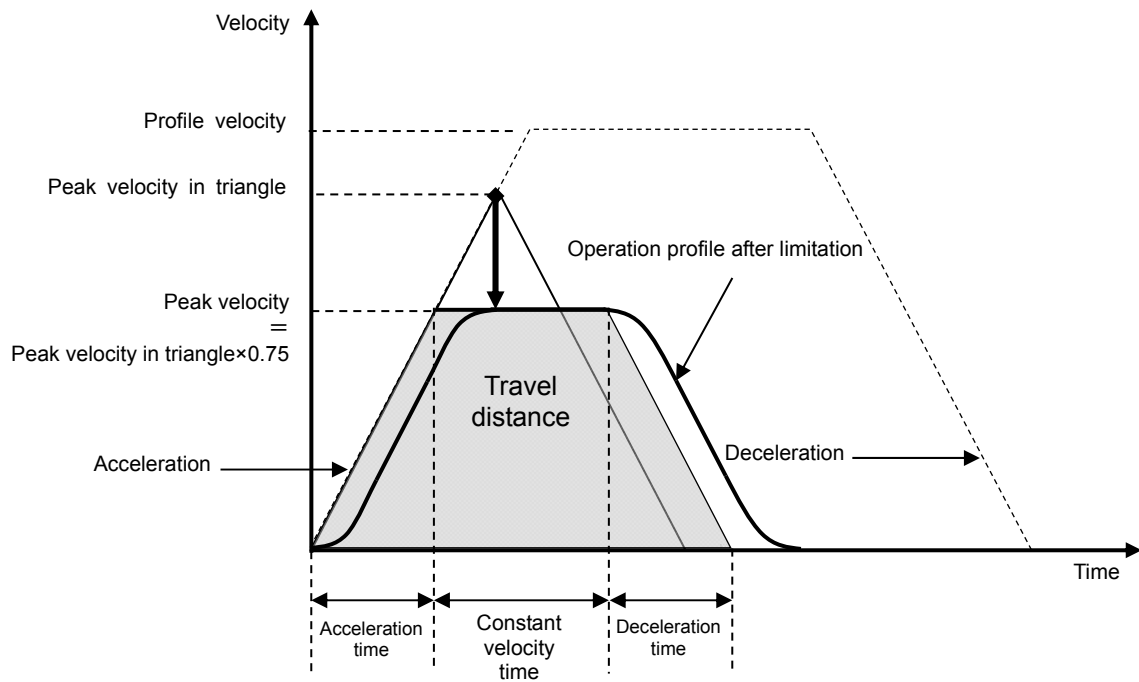 Velocity
Profile velocity
Peak velocity in triangle
Operation profile after limitation
Peak velocity
=
Peak velocity in triangle×0.75
Travel
distance
Acceleration
Deceleration
Time
Acceleration
time
Constant
velocity
time
Deceleration
time